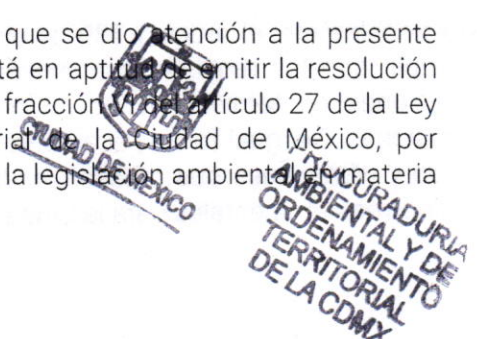 que se dio atención a la presente
tá en aptitud de emitir la resolución
fracción VI del artículo 27 de la Ley
rial de la Ciudad de México, por
la legislación ambiental en materia
CIUDAD DE MÉXICO
PROCURADURIA
AMBIENTAL Y DE
ORDENAMIENTO
TERRITORIAL
DE LA CDMX